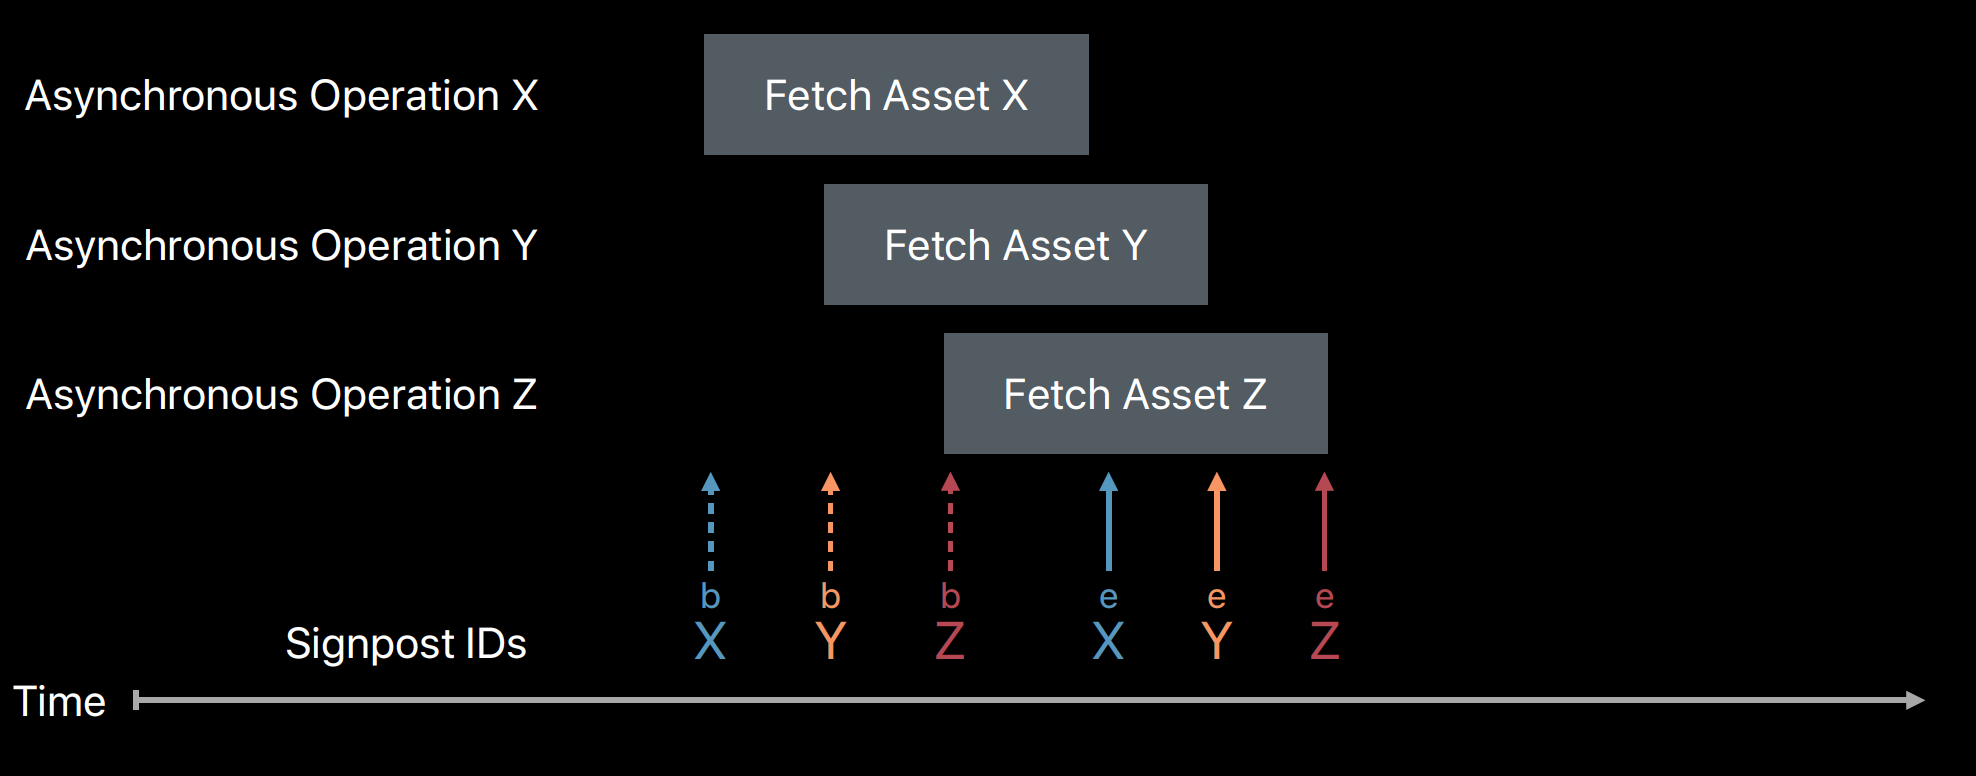 Asynchronous Operation X
Fetch Asset X
Asynchronous Operation Y
Fetch Asset Y
Asynchronous Operation Z
Fetch Asset Z
b b b e e e
Signpost IDs X Y Z X Y Z
Time